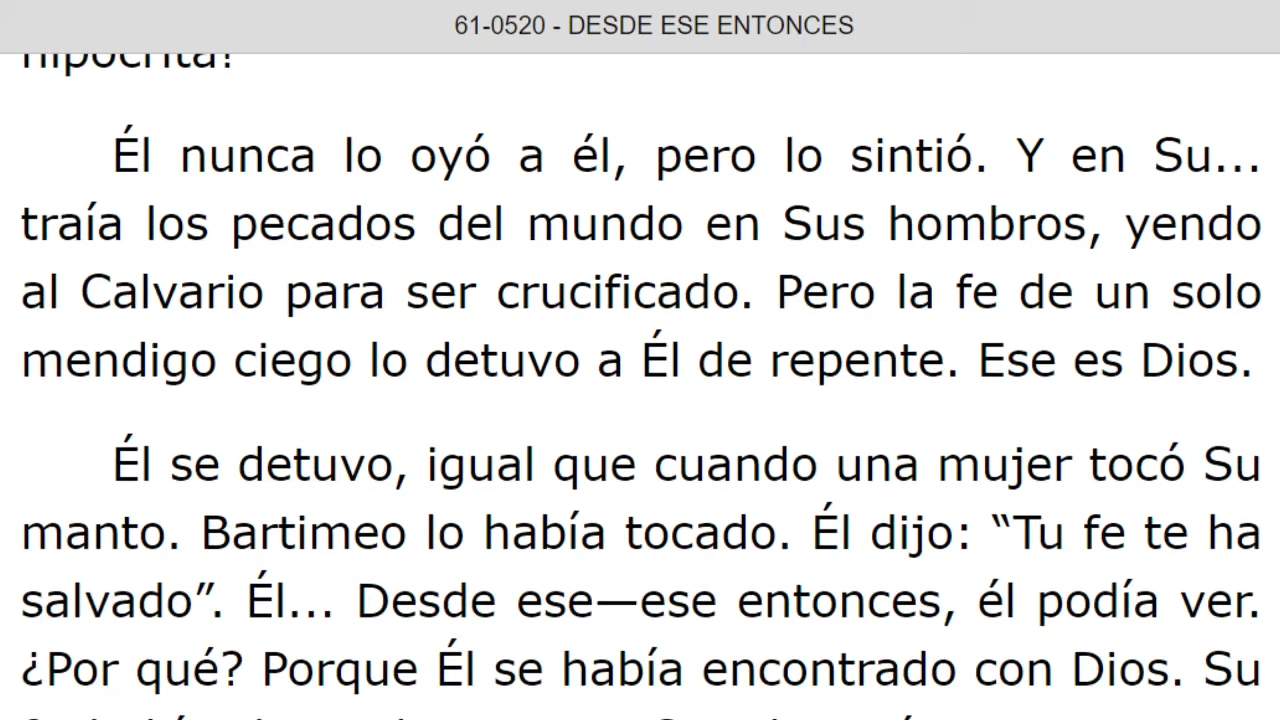 61-0520 - DESDE ESE ENTONCES
hipócrita!
Él nunca lo oyó a él, pero lo sintió. Y en Su...
traía los pecados del mundo en Sus hombros, yendo
al Calvario para ser crucificado. Pero la fe de un solo
mendigo ciego lo detuvo a Él de repente. Ese es Dios.
Él se detuvo, igual que cuando una mujer tocó Su
manto. Bartimeo lo había tocado. Él dijo: “Tu fe te ha
salvado”. Él... Desde ese—ese entonces, él podía ver.
¿Por qué? Porque Él se había encontrado con Dios. Su